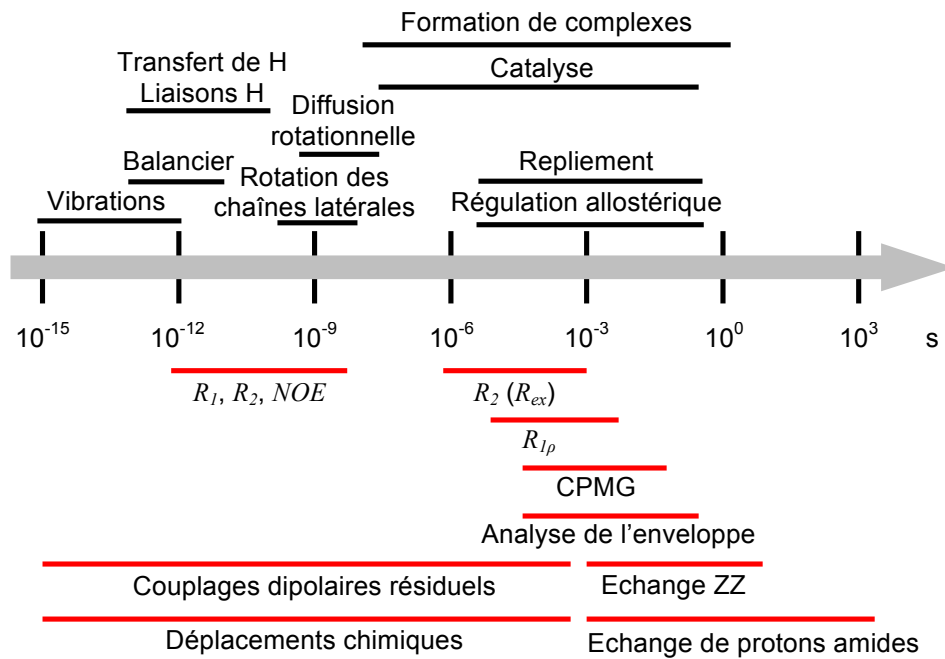 Formation de complexes
Transfert de H
Liaisons H
Catalyse
Diffusion
rotationnelle
Balancier
Repliement
Rotation des
chaînes latérales
Vibrations
Régulation allostérique
10-15 10-12 10-9 10-6 10-3 100 103 s
R1, R2, NOE
R2 (Rex)
R1ρ
CPMG
Analyse de l’enveloppe
Couplages dipolaires résiduels
Echange ZZ
Déplacements chimiques
Echange de protons amides